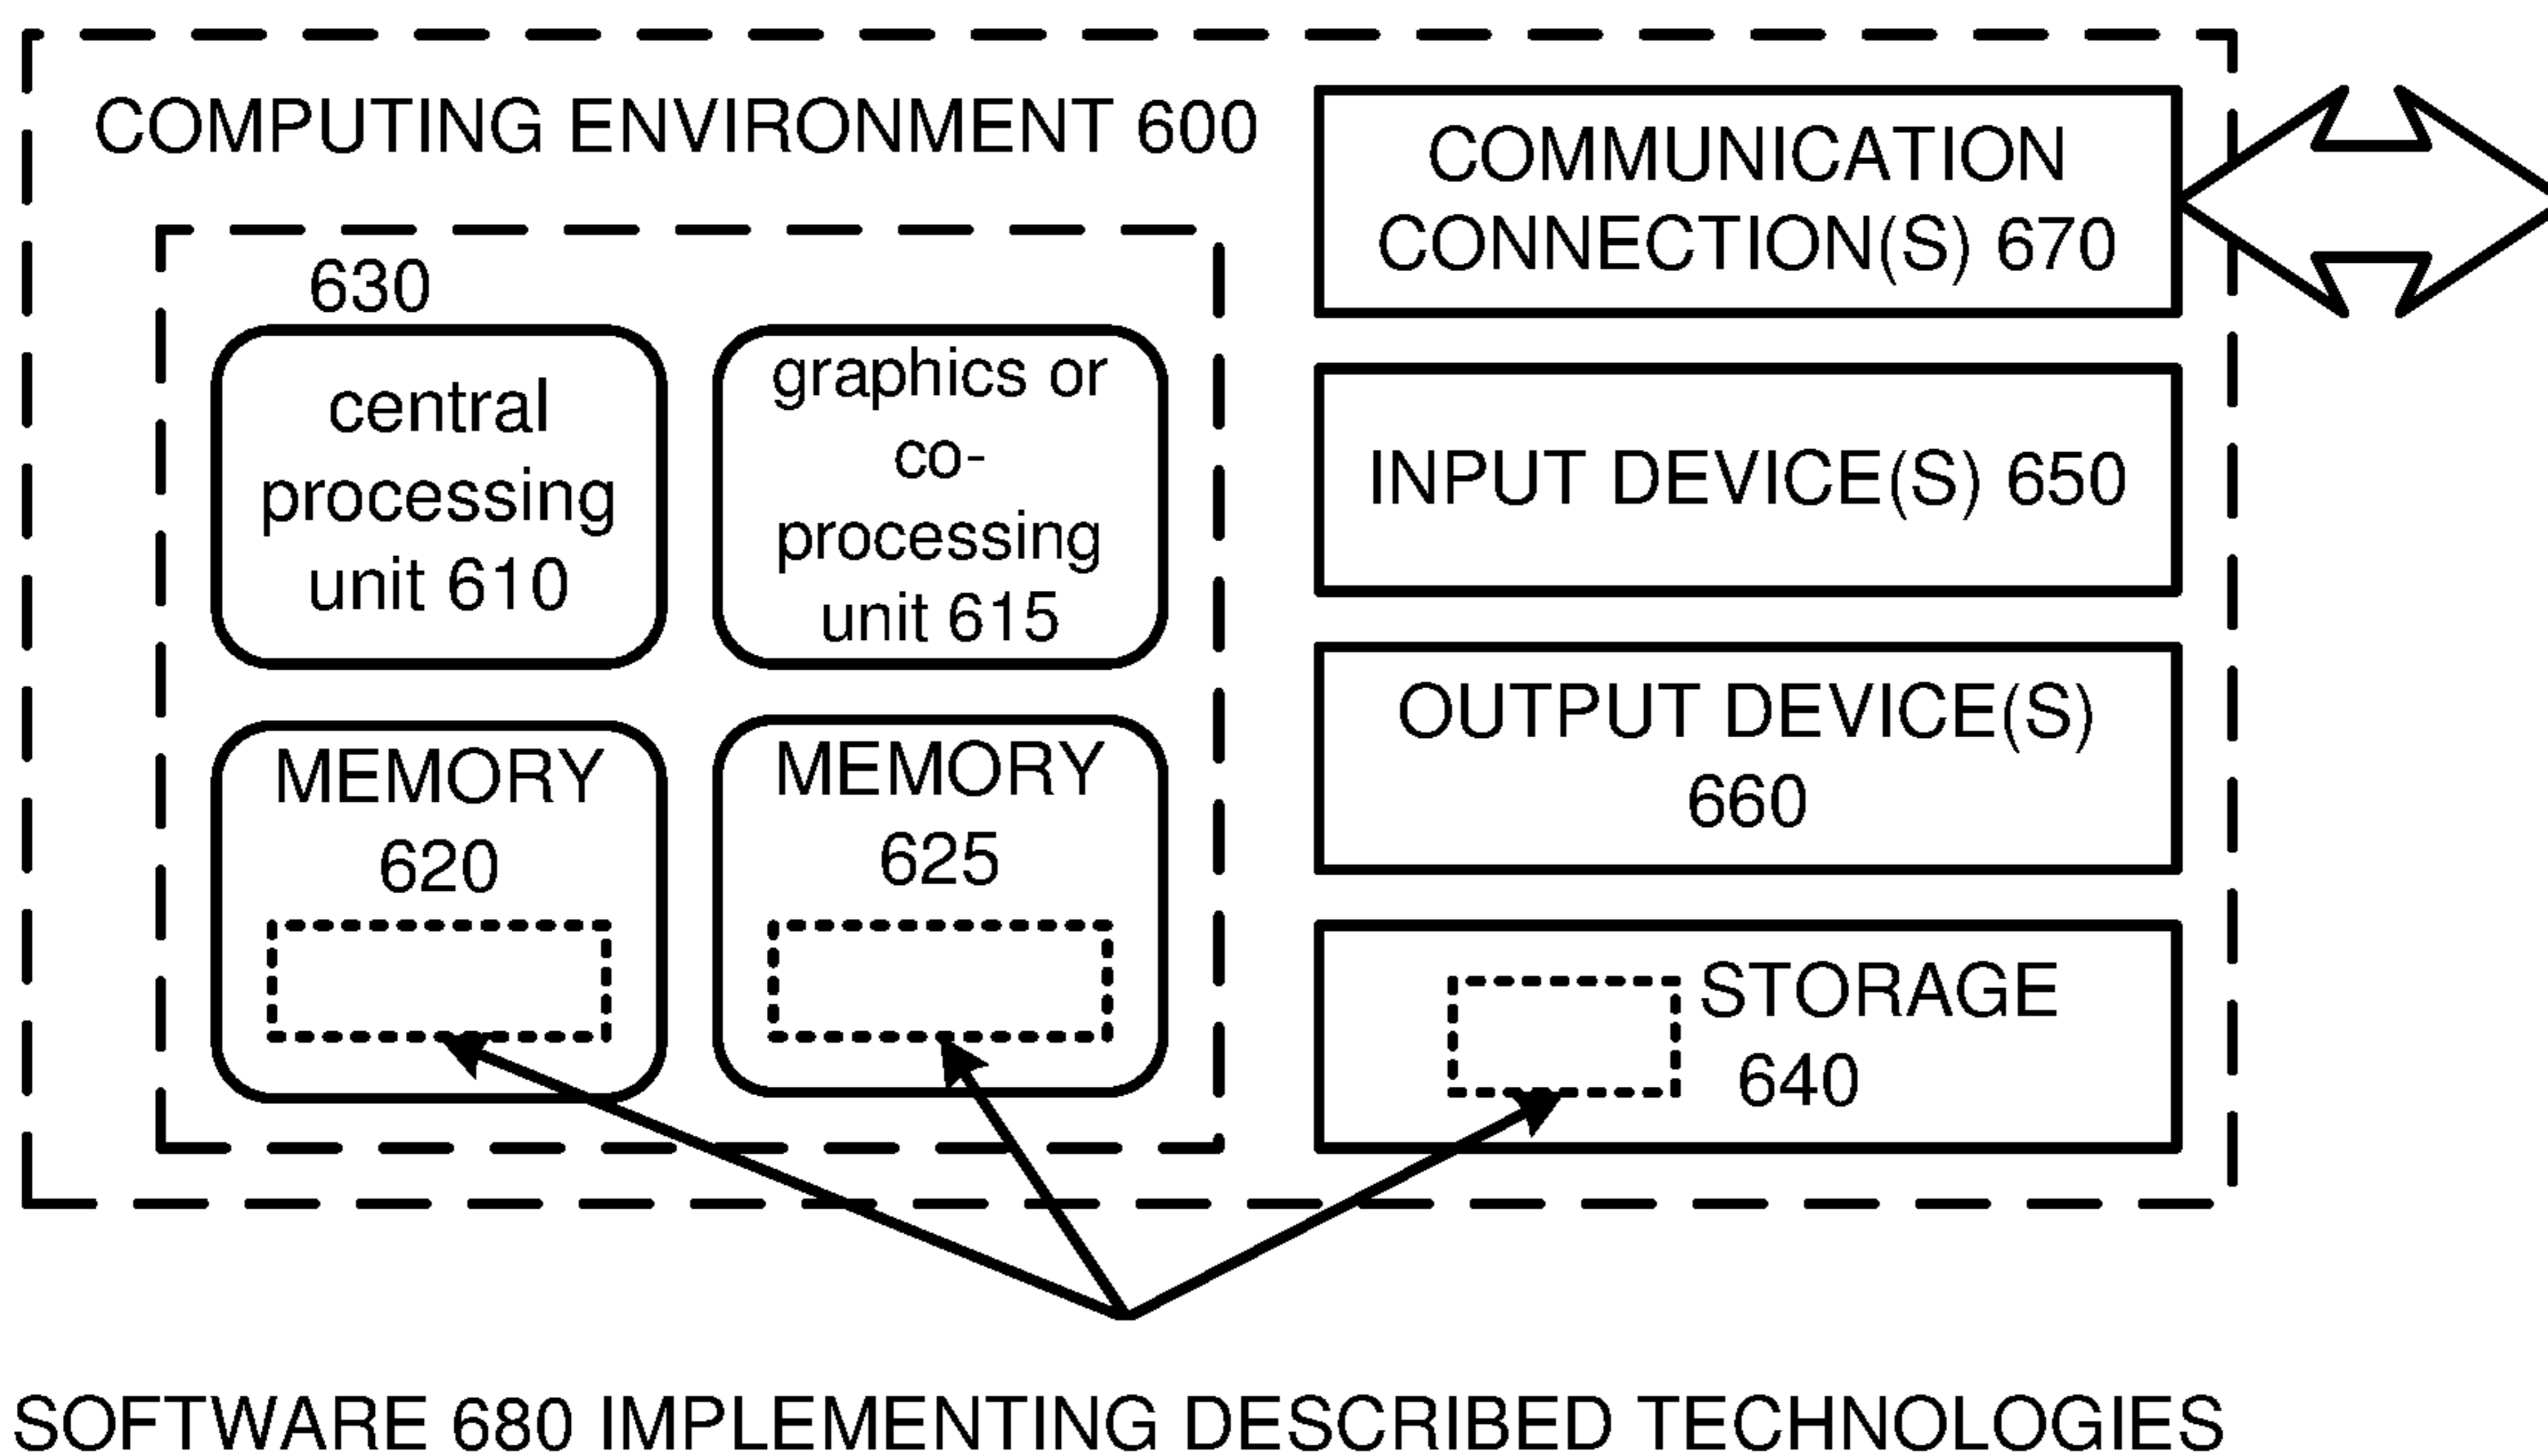 COMPUTING ENVIRONMENT 600
630
central
processing
unit 610
graphics or
co-
processing
unit 615
MEMORY
620
MEMORY
625
COMMUNICATION
CONNECTION(S) 670
INPUT DEVICE(S) 650
OUTPUT DEVICE(S)
660
STORAGE
640
SOFTWARE 680 IMPLEMENTING DESCRIBED TECHNOLOGIES